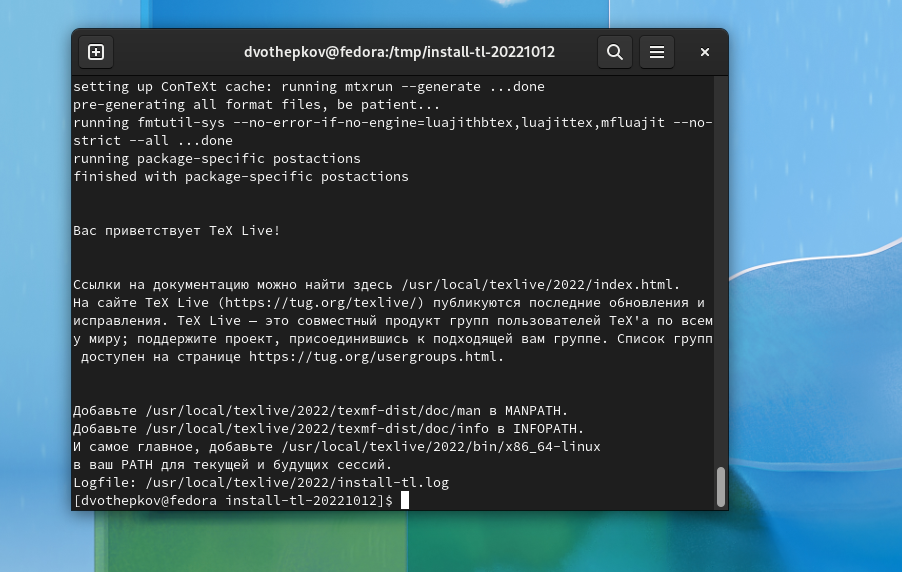 dvothepkov@fedora:/tmp/install-tl-20221012
setting up ConTeXt cache: running mtxrun --generate ...done
pre-generating all format files, be patient...
running fmtutil-sys --no-error-if-no-engine=luajithbtex,luajittex,mfluajit --no-
strict --all ...done
running package-specific postactions
finished with package-specific postactions
Вас приветствует TeX Live!
Ссылки на документацию можно найти здесь /usr/local/texlive/2022/index.html.
На сайте TeX Live (https://tug.org/texlive/) публикуются последние обновления и
исправления. TeX Live — это совместный продукт групп пользователей TeX'а по всем
у миру; поддержите проект, присоединившись к подходящей вам группе. Список групп
доступен на странице https://tug.org/usergroups.html.
Добавьте /usr/local/texlive/2022/texmf-dist/doc/man в MANPATH.
Добавьте /usr/local/texlive/2022/texmf-dist/doc/info в INFOPATH.
И самое главное, добавьте /usr/local/texlive/2022/bin/x86_64-linux
в ваш PATH для текущей и будущих сессий.
Logfile: /usr/local/texlive/2022/install-tl.log
[dvothepkov@fedora install-tl-20221012]$